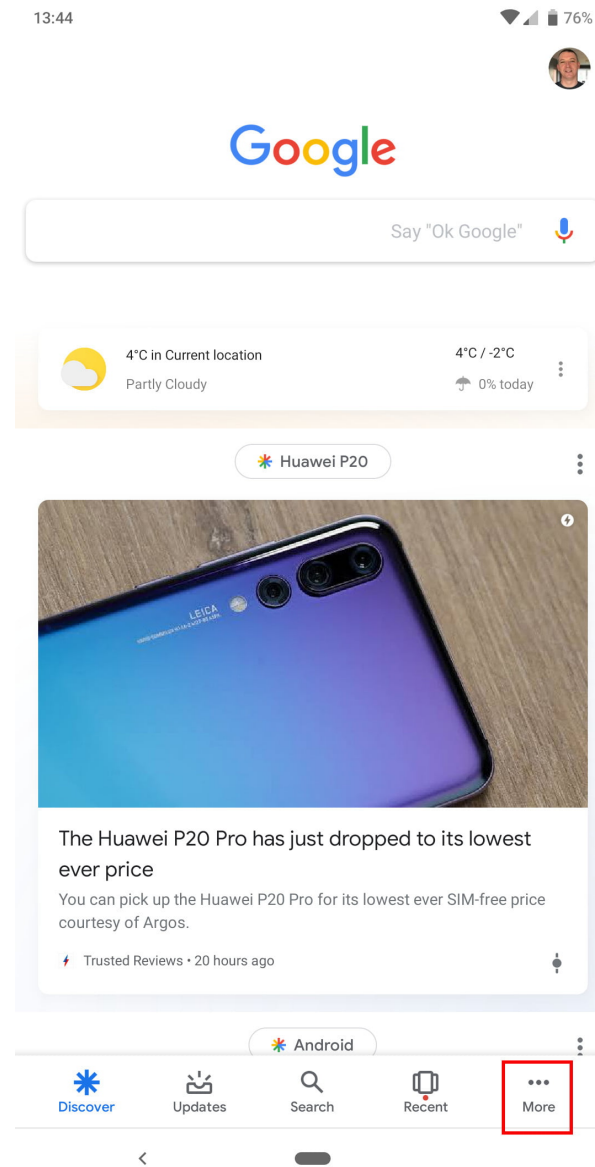 13:44
76%
Google
Say "Ok Google"
4°C in Current location
4°C / -2°C
Partly Cloudy
0% today
Huawei P20
LEICA
The Huawei P20 Pro has just dropped to its lowest
ever price
You can pick up the Huawei P20 Pro for its lowest ever SIM-free price
courtesy of Argos.
Trusted Reviews • 20 hours ago
Android
Discover
Updates
Search
Recent
More